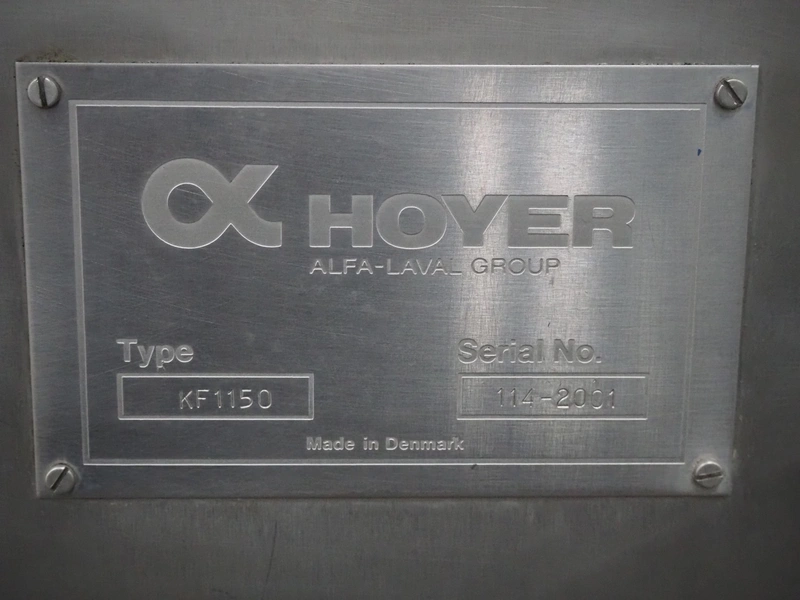 α HOYER
ALFA-LAVAL GROUP
Type Serial No.
KF1150 114-2001
Made in Denmark